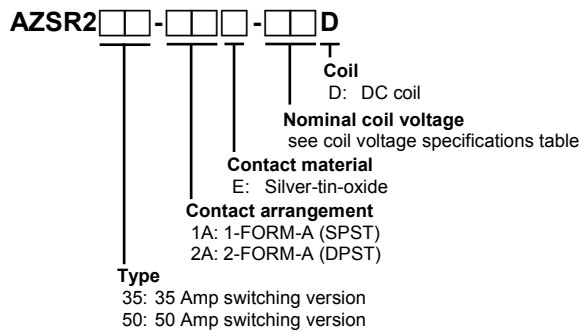 AZSR2 - - D
Coil
D: DC coil
Nominal coil voltage
see coil voltage specifications table
Contact material
E: Silver-tin-oxide
Contact arrangement
1A: 1-FORM-A (SPST)
2A: 2-FORM-A (DPST)
Type
35: 35 Amp switching version
50: 50 Amp switching version